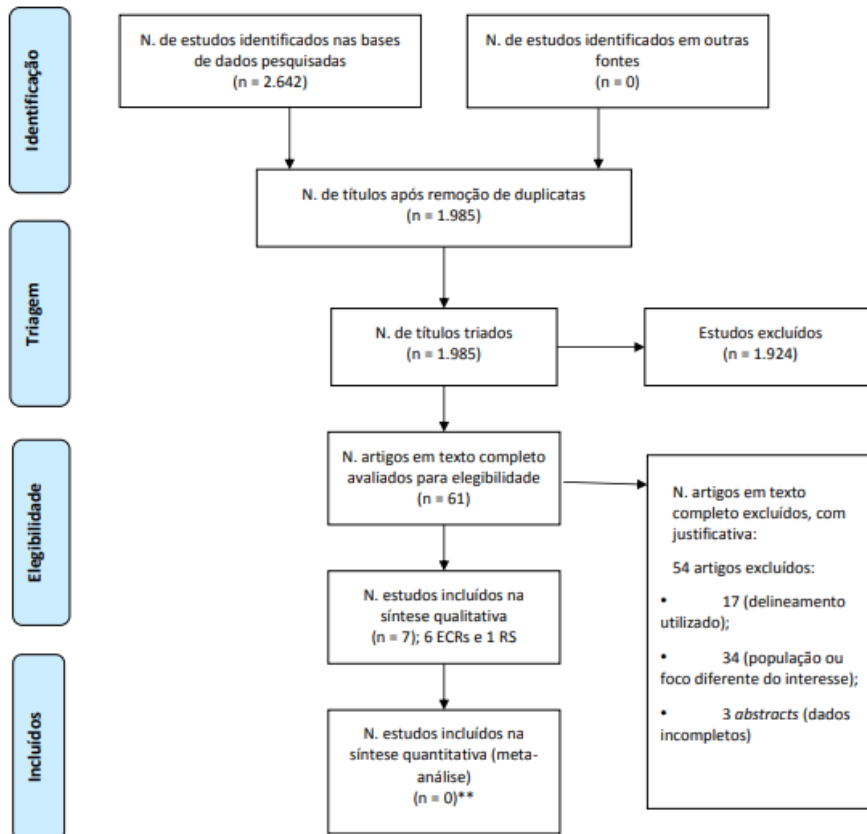 Identificação
N. de estudos identificados nas bases
de dados pesquisadas
(n = 2.642)
N. de estudos identificados em outras
fontes
(n = 0)
N. de títulos após remoção de duplicatas
(n = 1.985)
Triagem
N. de títulos triados
(n = 1.985)
Estudos excluídos
(n = 1.924)
Elegibilidade
N. artigos em texto completo
avaliados para elegibilidade
(n = 61)
N. artigos em texto
completo excluídos, com
justificativa:
54 artigos excluídos:
• 17 (delineamento
utilizado);
• 34 (população ou
foco diferente do interesse);
• 3 abstracts (dados
incompletos)
N. estudos incluídos na
síntese qualitativa
(n = 7); 6 ECRs e 1 RS
Incluídos
N. estudos incluídos na
síntese quantitativa (meta-
análise)
(n = 0)**